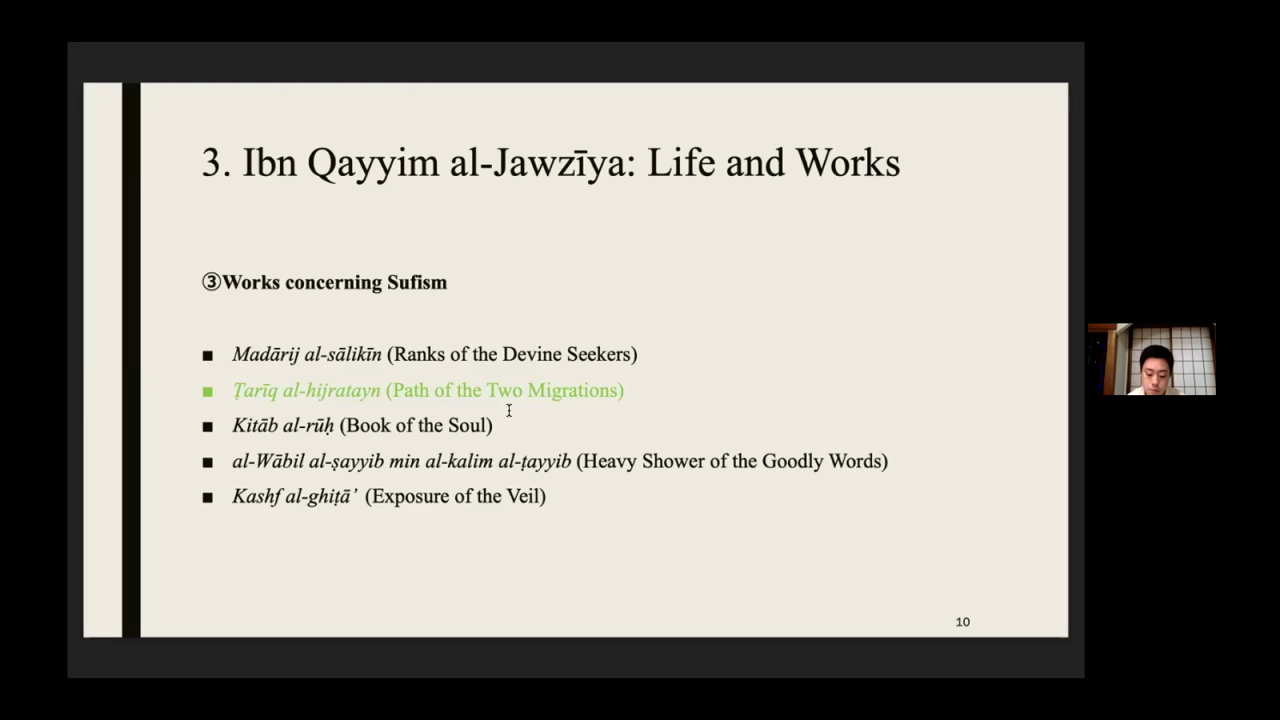 3. Ibn Qayyim al-Jawzīya: Life and Works
③Works concerning Sufism
■ Madārij al-sālikīn (Ranks of the Devine Seekers)
■ Ṭarīq al-hijratayn (Path of the Two Migrations)
■ Kitāb al-rūḥ (Book of the Soul)
■ al-Wābil al-ṣayyib min al-kalim al-ṭayyib (Heavy Shower of the Goodly Words)
■ Kashf al-ghiṭā’ (Exposure of the Veil)
10